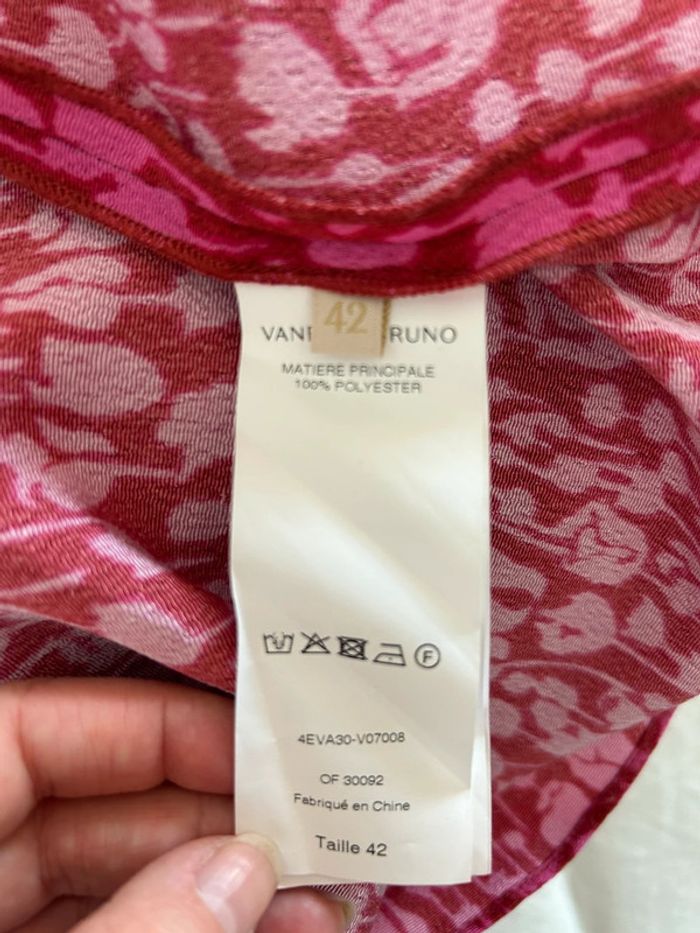 42
VAN RUNO
MATIERE PRINCIPALE
100% POLYESTER
F
4EVA30-V07008
OF 30092
Fabriqué en Chine
Taille 42